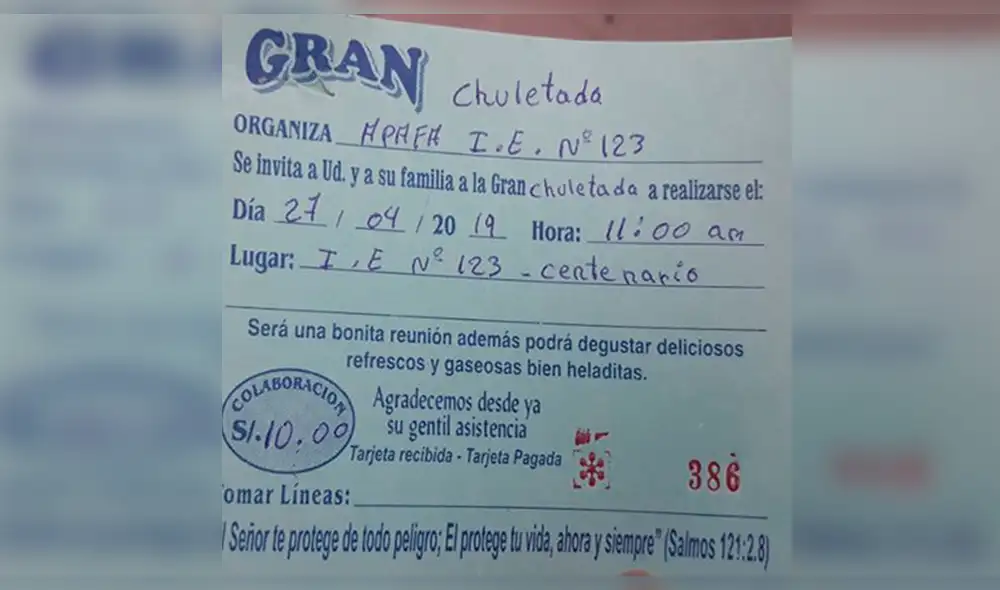 GRAN chuletada
ORGANIZA APAFA I.E. Nº 123
Se invita a Ud. y a su familia a la Gran chuletada a realizarse el:
Día 27 / 04 / 20 19 Hora: 11:00 am
Lugar: I.E Nº 123 - centenario
Será una bonita reunión además podrá degustar deliciosos
refrescos y gaseosas bien heladitas.
COLABORACION
S/. 10.00
Agradecemos desde ya
su gentil asistencia
Tarjeta recibida - Tarjeta Pagada
386
omar Líneas:
Señor te protege de todo peligro; El protege tu vida, ahora y siempre" (Salmos 121:2.8)